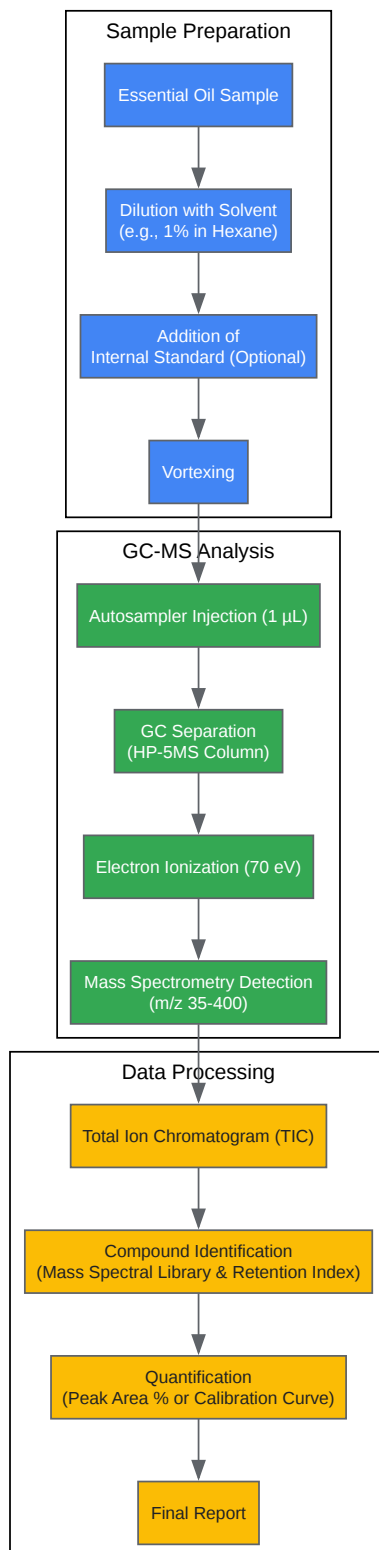 Sample Preparation
Essential Oil Sample
Dilution with Solvent
(e.g., 1% in Hexane)
Addition of
Internal Standard (Optional)
Vortexing
GC-MS Analysis
Autosampler Injection (1 µL)
GC Separation
(HP-5MS Column)
Electron Ionization (70 eV)
Mass Spectrometry Detection
(m/z 35-400)
Data Processing
Total Ion Chromatogram (TIC)
Compound Identification
(Mass Spectral Library & Retention Index)
Quantification
(Peak Area % or Calibration Curve)
Final Report